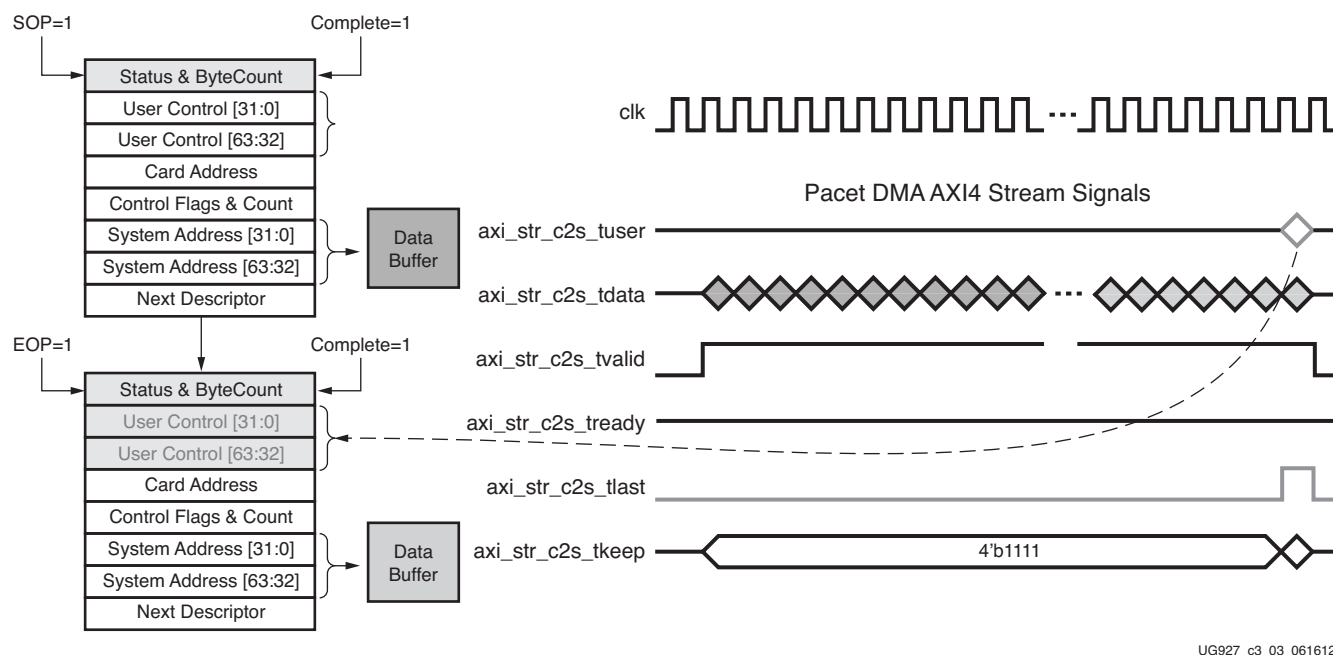 SOP=1
Complete=1
Status & ByteCount
User Control [31:0]
User Control [63:32]
Card Address
Control Flags & Count
System Address [31:0]
System Address [63:32]
Next Descriptor
Data
Buffer
EOP=1
Complete=1
Status & ByteCount
User Control [31:0]
User Control [63:32]
Card Address
Control Flags & Count
System Address [31:0]
System Address [63:32]
Next Descriptor
Data
Buffer
clk
Pacet DMA AXI4 Stream Signals
axi_str_c2s_tuser
axi_str_c2s_tdata
axi_str_c2s_tvalid
axi_str_c2s_tready
axi_str_c2s_tlast
axi_str_c2s_tkeep
4'b1111
UG927_c3_03_061612